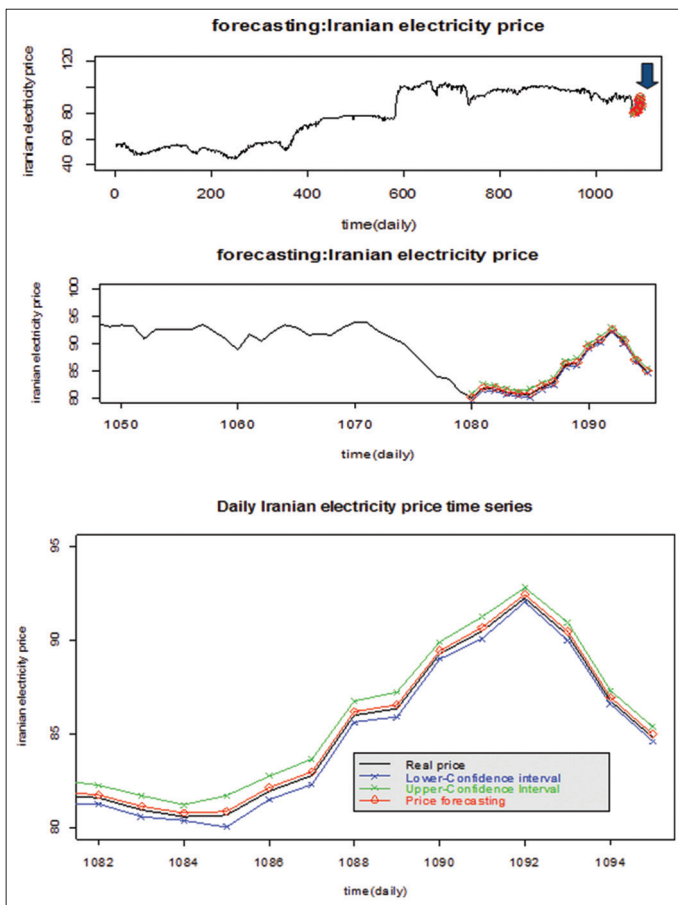 forecasting:Iranian electricity price
iranian electricity price
120
100
80
60
40
0 200 400 600 800 1000
time(daily)
forecasting:Iranian electricity price
iranian electricity price
100
95
90
85
80
1050 1060 1070 1080 1090
time(daily)
Daily Iranian electricity price time series
iranian electricity price
95
90
85
80
Real price
Lower-Confidence interval
Upper-Confidence Interval
Price forecasting
1082 1084 1086 1088 1090 1092 1094
time(daily)